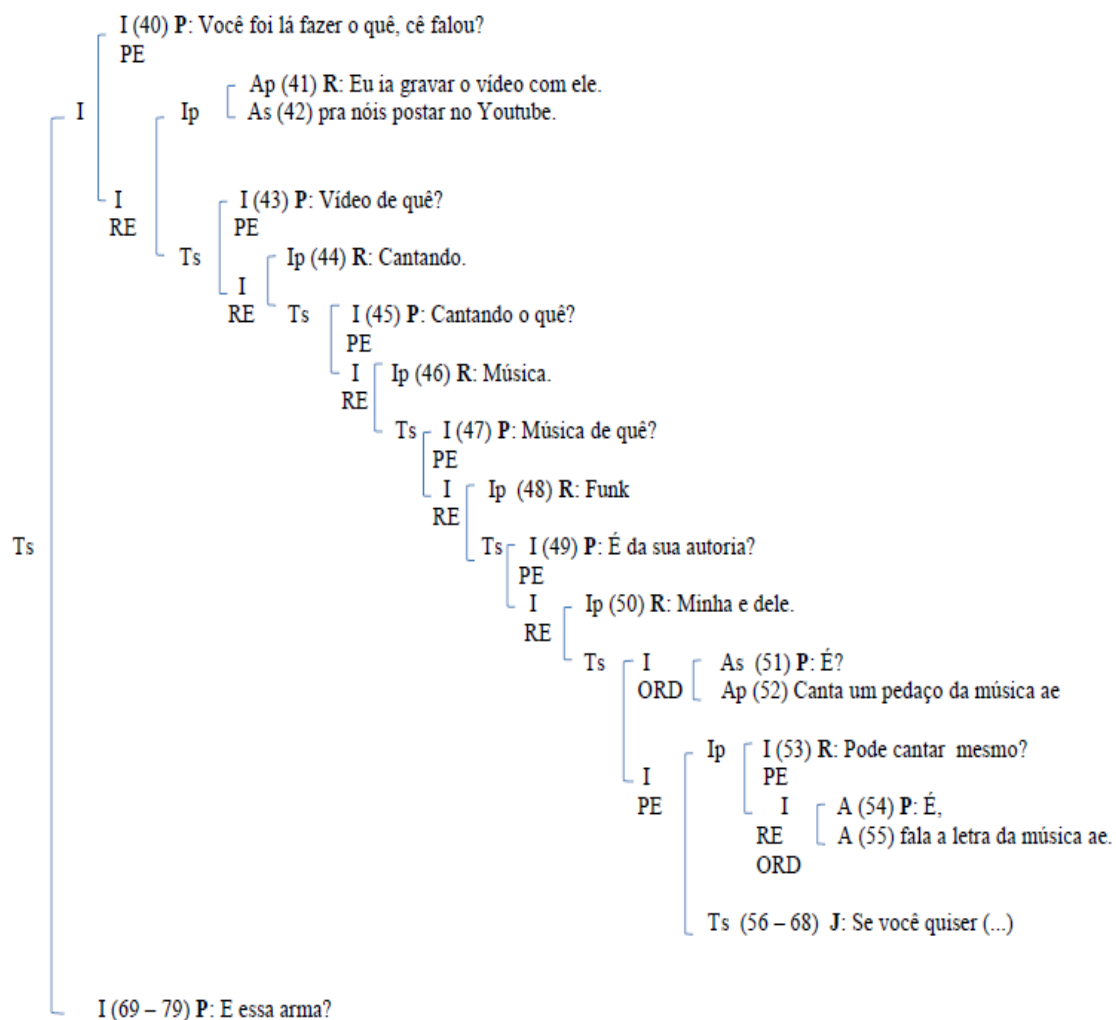 I (40) P: Você foi lá fazer o quê, cê falou?
PE
Ap (41) R: Eu ia gravar o vídeo com ele.
I Ip As (42) pra nóis postar no Youtube.
I I (43) P: Vídeo de quê?
RE PE
Ts Ip (44) R: Cantando.
I
RE Ts I (45) P: Cantando o quê?
PE
I Ip (46) R: Música.
RE
Ts I (47) P: Música de quê?
PE
I Ip (48) R: Funk
RE
Ts Ts I (49) P: É da sua autoria?
PE
I Ip (50) R: Minha e dele.
RE
Ts I As (51) P: É?
ORD Ap (52) Canta um pedaço da música ae
Ip I (53) R: Pode cantar mesmo?
I PE
PE I A (54) P: É,
RE A (55) fala a letra da música ae.
ORD
Ts (56 – 68) J: Se você quiser (...)
I (69 – 79) P: E essa arma?